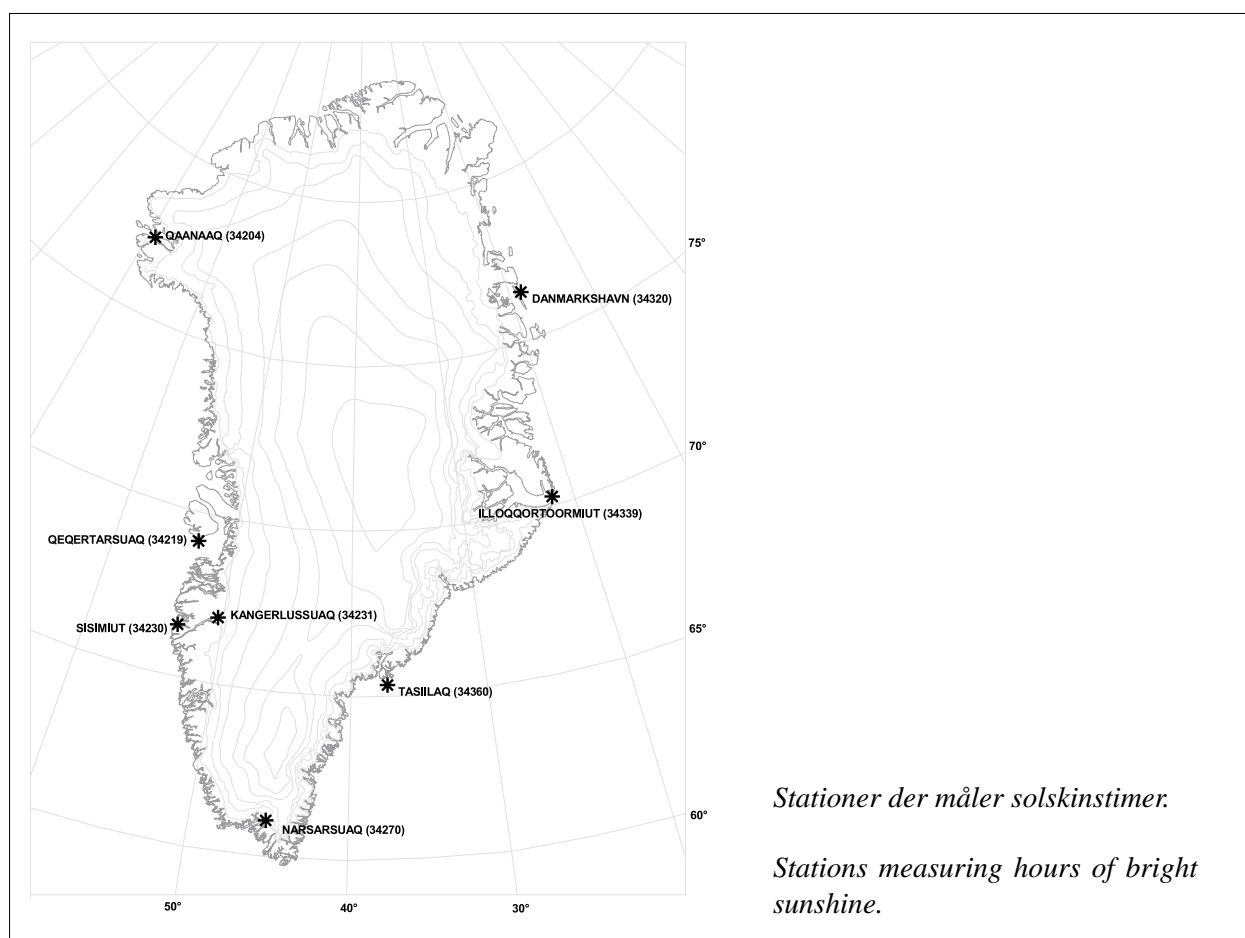 QAANAAQ (34204)
75°
DANMARKSHAVN (34320)
70°
ILLOQQORTOORMIUT (34339)
QEQERTARSUAQ (34219)
KANGERLUSSUAQ (34231)
SISIMIUT (34230)
65°
TASIILAQ (34360)
Stationer der måler solskinstimer.
60°
NARSARSUAQ (34270)
Stations measuring hours of bright
sunshine.
50°
40°
30°